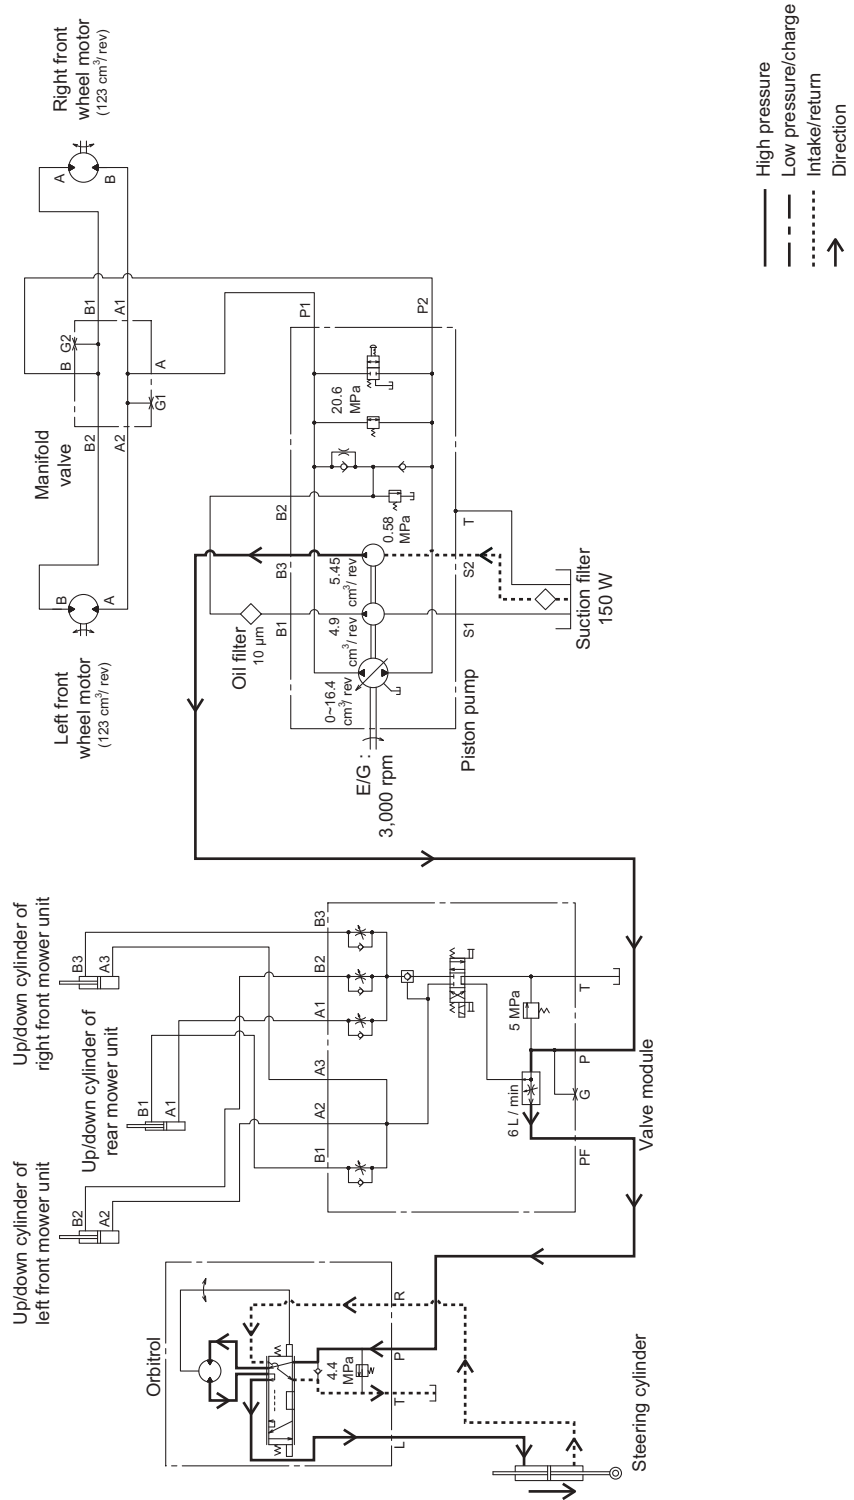 Right front
wheel motor
(123 cm³/ rev)
A
B
B1
A1
G2
B
A
G1
B2
A2
Manifold
valve
B
A
Left front
wheel motor
(123 cm³/ rev)
P1
P2
20.6
MPa
B2
0.58
MPa
T
B3
5.45
cm³/ rev
S2
B1
4.9
cm³/ rev
S1
Oil filter
10 µm
0~16.4
cm³/ rev
Piston pump
E/G :
3,000 rpm
Suction filter
150 W
High pressure
Low pressure/charge
Intake/return
Direction
Up/down cylinder of
right front mower unit
B3
A3
Up/down cylinder of
rear mower unit
B1
A1
Up/down cylinder of
left front mower unit
B2
A2
B3
B2
A1
A3
A2
B1
5 MPa
T
P
G
6 L / min
PF
Valve module
Orbitrol
R
P
4.4
MPa
T
L
Steering cylinder